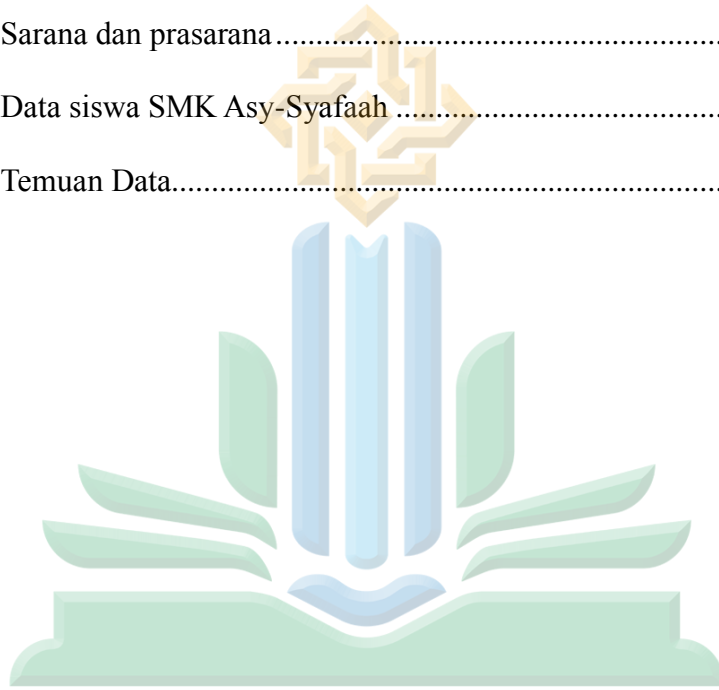 Sarana dan prasarana.............................................................
Data siswa SMK Asy-Syafaah .............................................
Temuan Data..........................................................................